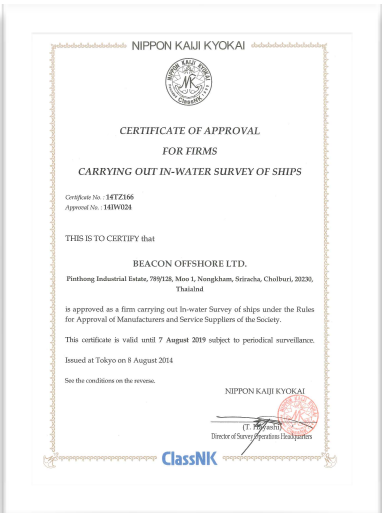 NIPPON KAIJI KYOKAI
NIPPON KAIJI KYOKAI
NK
ClassNK
CERTIFICATE OF APPROVAL
FOR FIRMS
CARRYING OUT IN-WATER SURVEY OF SHIPS
Certificate No. : 14TZ166
Approval No. : 14IW024
THIS IS TO CERTIFY that
BEACON OFFSHORE LTD.
Pinthong Industrial Estate, 789/128, Moo 1, Nongkham, Sriracha, Cholburi, 20230,
Thaialnd
is approved as a firm carrying out In-water Survey of ships under the Rules
for Approval of Manufacturers and Service Suppliers of the Society.
This certificate is valid until 7 August 2019 subject to periodical surveillance.
Issued at Tokyo on 8 August 2014
See the conditions on the reverse.
NIPPON KAIJI KYOKAI
(T. Hayashi)
Director of Survey Operations Headquarters
ClassNK